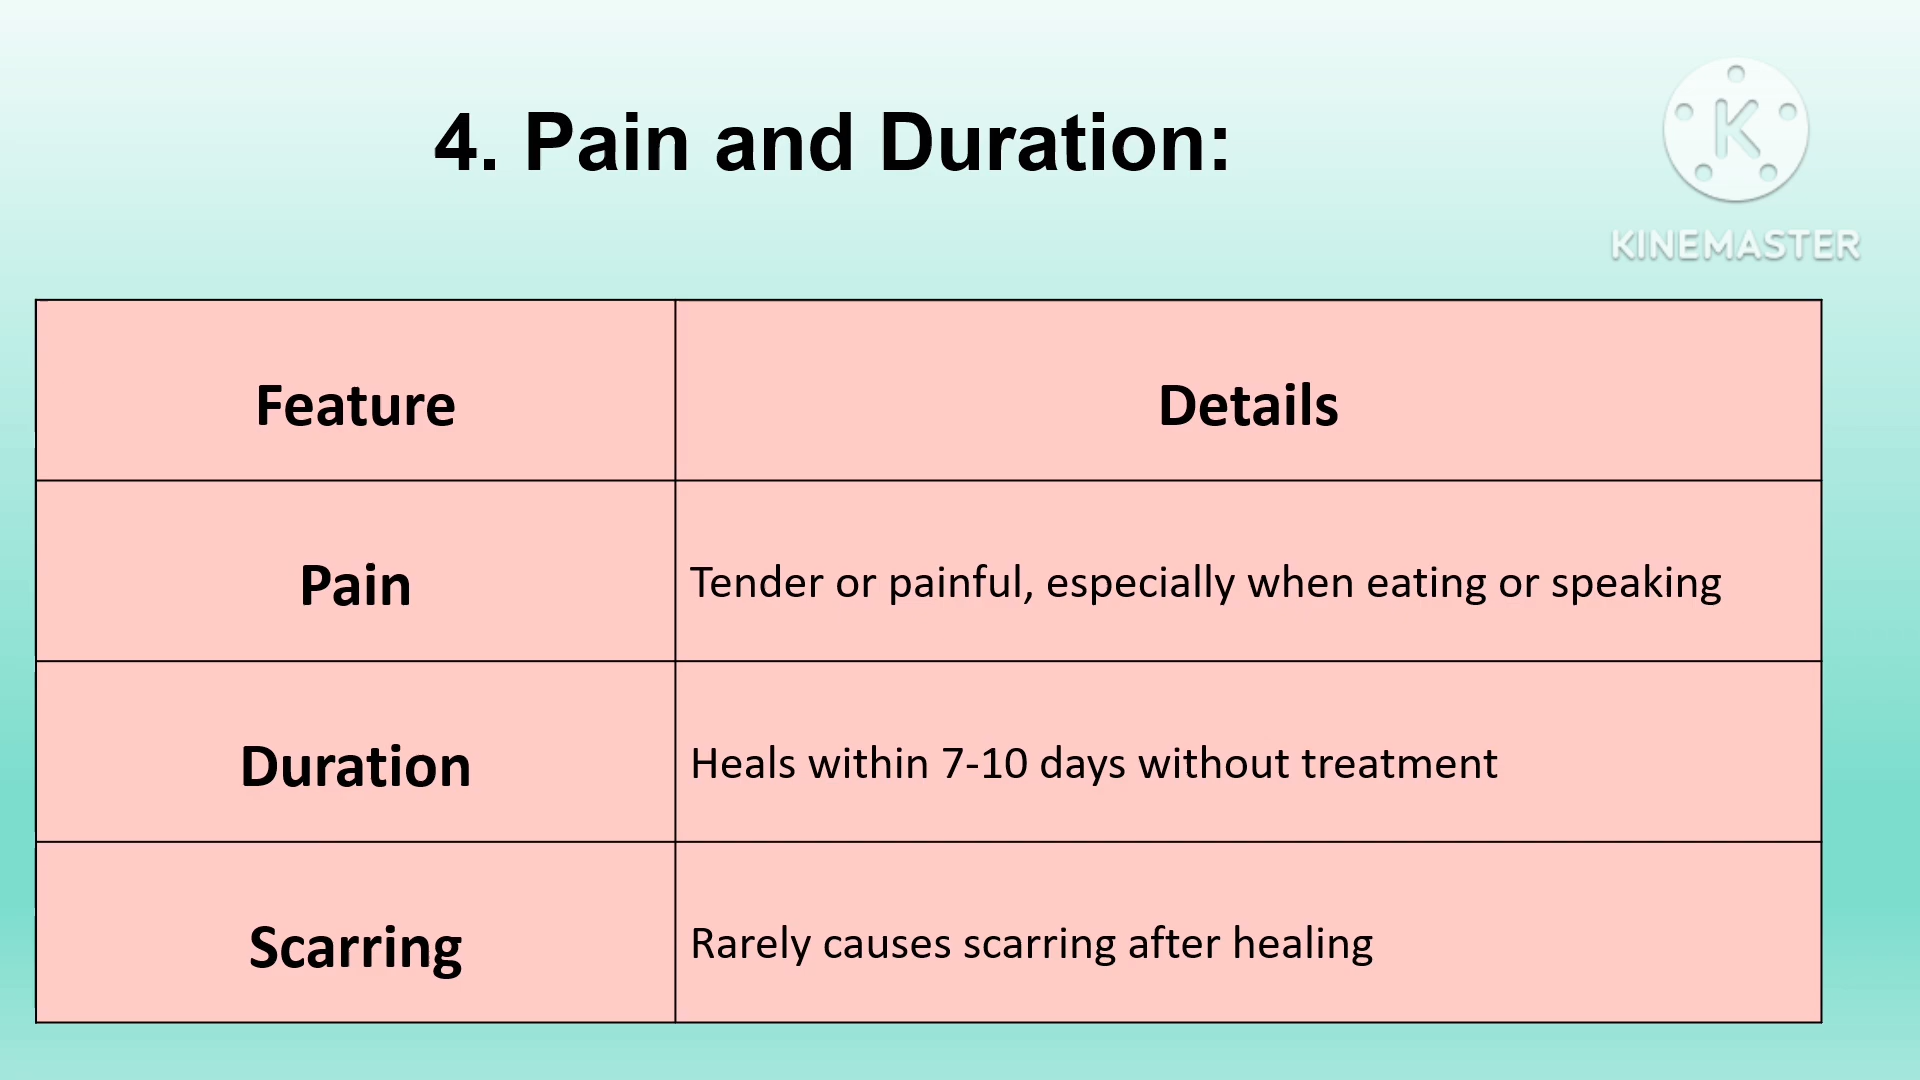 4. Pain and Duration:
K
KINEMASTER
Feature
Details
Pain
Tender or painful, especially when eating or speaking
Duration
Heals within 7-10 days without treatment
Scarring
Rarely causes scarring after healing